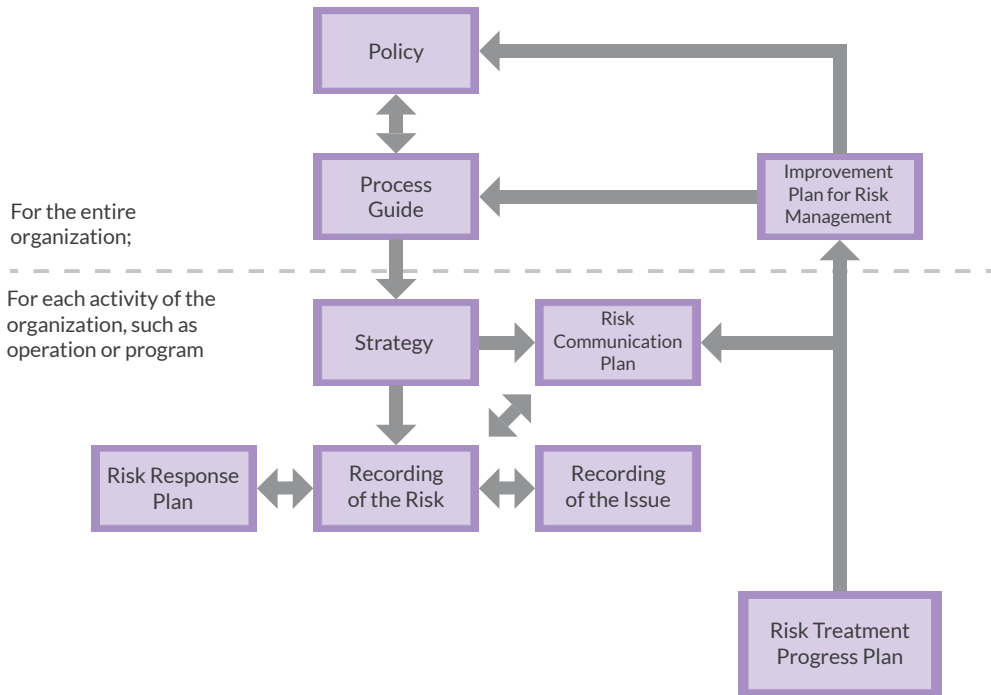 Policy
Process
Guide
Improvement
Plan for Risk
Management
For the entire
organization;
For each activity of the
organization, such as
operation or program
Strategy
Risk
Communication
Plan
Risk Response
Plan
Recording
of the Risk
Recording
of the Issue
Risk Treatment
Progress Plan